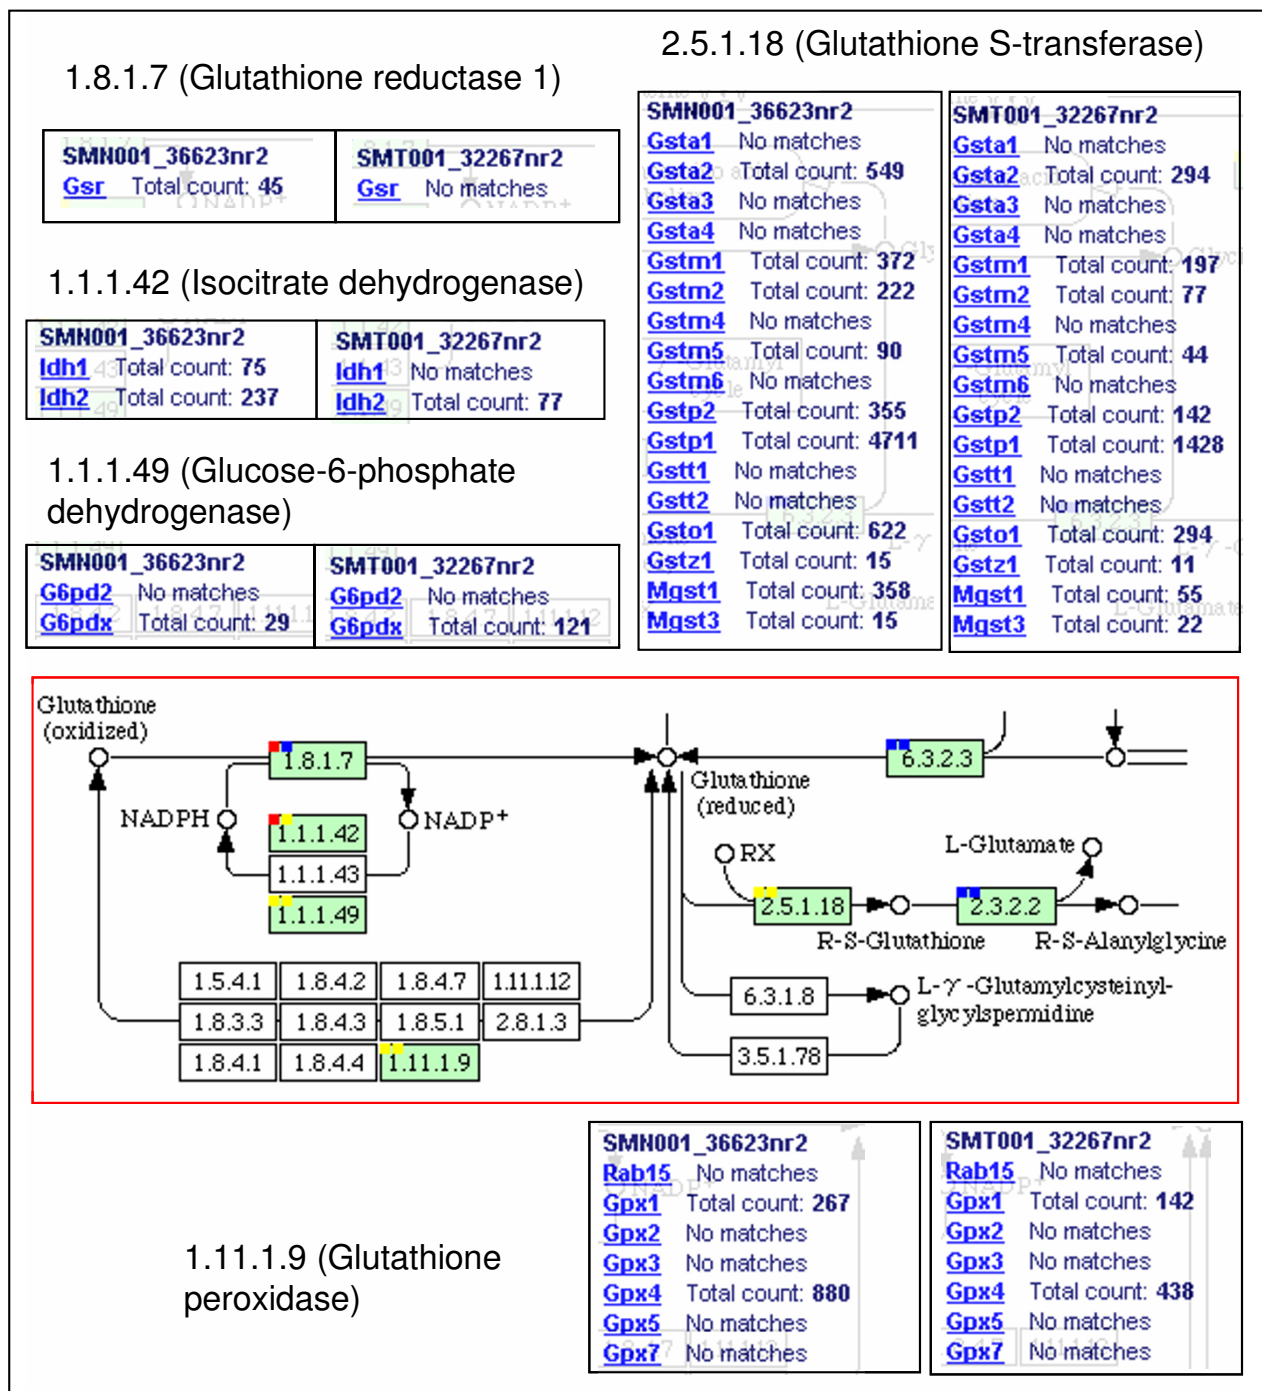 2.5.1.18 (Glutathione S-transferase)
1.8.1.7 (Glutathione reductase 1)
SMN001_36623nr2
Gsr Total count: 45
SMT001_32267nr2
Gsr No matches
1.1.1.42 (Isocitrate dehydrogenase)
SMN001_36623nr2
Idh1 Total count: 75
Idh2 Total count: 237
SMT001_32267nr2
Idh1 No matches
Idh2 Total count: 77
1.1.1.49 (Glucose-6-phosphate
dehydrogenase)
SMN001_36623nr2
G6pd2 No matches
G6pdx Total count: 29
SMT001_32267nr2
G6pd2 No matches
G6pdx Total count: 121
SMN001_36623nr2
Gsta1 No matches
Gsta2 Total count: 549
Gsta3 No matches
Gsta4 No matches
Gstm1 Total count: 372
Gstm2 Total count: 222
Gstm4 No matches
Gstm5 Total count: 90
Gstm6 No matches
Gstp2 Total count: 355
Gstp1 Total count: 4711
Gstt1 No matches
Gstt2 No matches
Gsto1 Total count: 622
Gstz1 Total count: 15
Mgst1 Total count: 358
Mgst3 Total count: 15
SMT001_32267nr2
Gsta1 No matches
Gsta2 Total count: 294
Gsta3 No matches
Gsta4 No matches
Gstm1 Total count: 197
Gstm2 Total count: 77
Gstm4 No matches
Gstm5 Total count: 44
Gstm6 No matches
Gstp2 Total count: 142
Gstp1 Total count: 1428
Gstt1 No matches
Gstt2 No matches
Gsto1 Total count: 294
Gstz1 Total count: 11
Mgst1 Total count: 55
Mgst3 Total count: 22
Glutathione
(oxidized)
1.8.1.7
6.3.2.3
Glutathione
(reduced)
NADPH
NADP+
1.1.1.42
1.1.1.43
1.1.1.49
RX
L-Glutamate
2.5.1.18
2.3.2.2
R-S-Glutathione
R-S-Alanylglycine
1.5.4.1 1.8.4.2 1.8.4.7 1.11.1.12
1.8.3.3 1.8.4.3 1.8.5.1 2.8.1.3
1.8.4.1 1.8.4.4 1.11.1.9
6.3.1.8
L-γ-Glutamylcysteinyl-
glycylspermidine
3.5.1.78
1.11.1.9 (Glutathione
peroxidase)
SMN001_36623nr2
Rab15 No matches
Gpx1 Total count: 267
Gpx2 No matches
Gpx3 No matches
Gpx4 Total count: 880
Gpx5 No matches
Gpx7 No matches
SMT001_32267nr2
Rab15 No matches
Gpx1 Total count: 142
Gpx2 No matches
Gpx3 No matches
Gpx4 Total count: 438
Gpx5 No matches
Gpx7 No matches